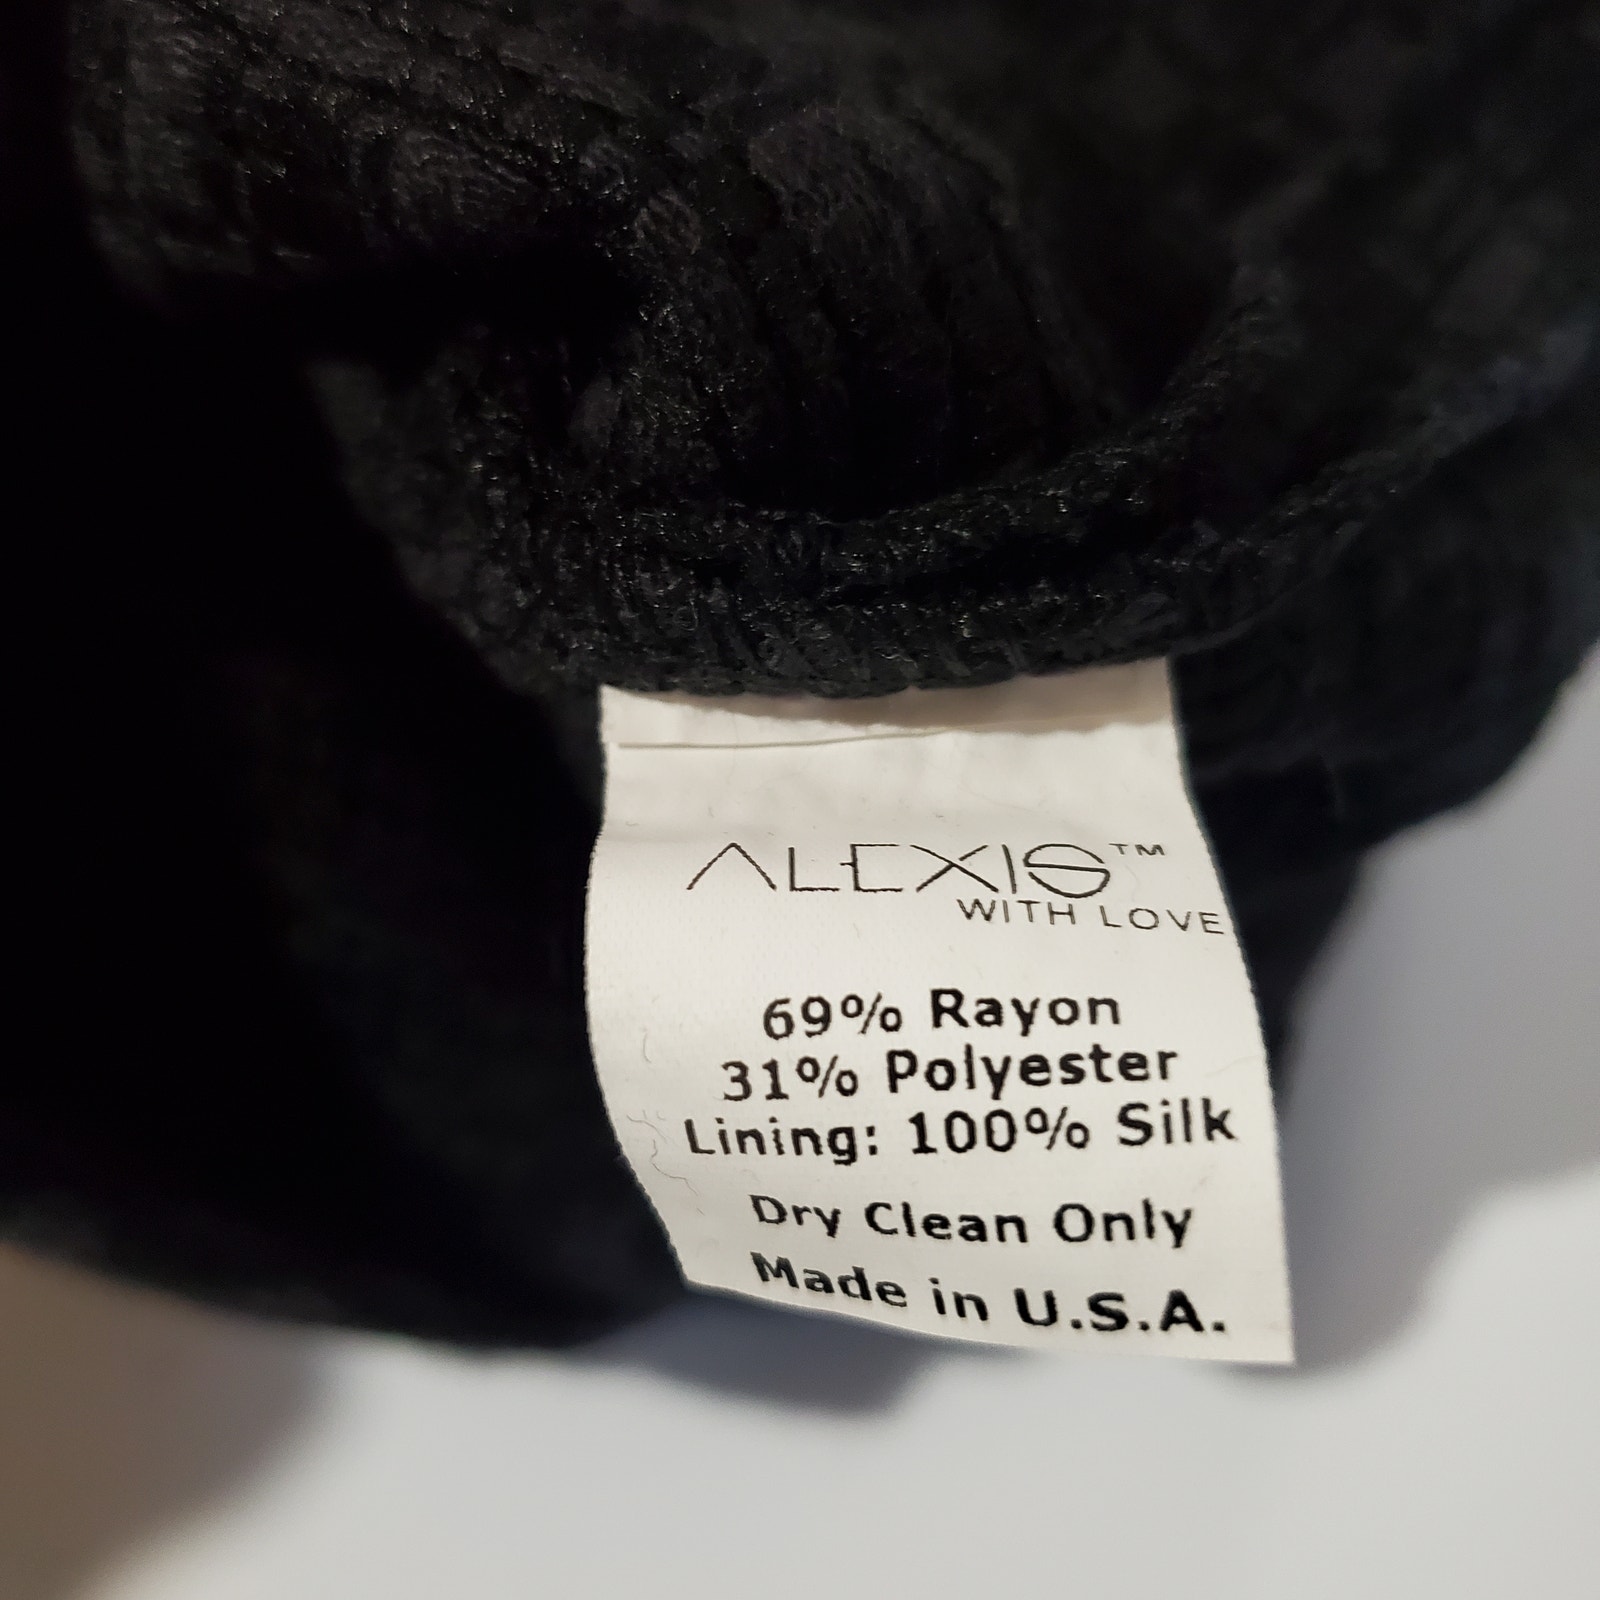 ALEXIS™
WITH LOVE
69% Rayon
31% Polyester
Lining: 100% Silk
Dry Clean Only
Made in U.S.A.